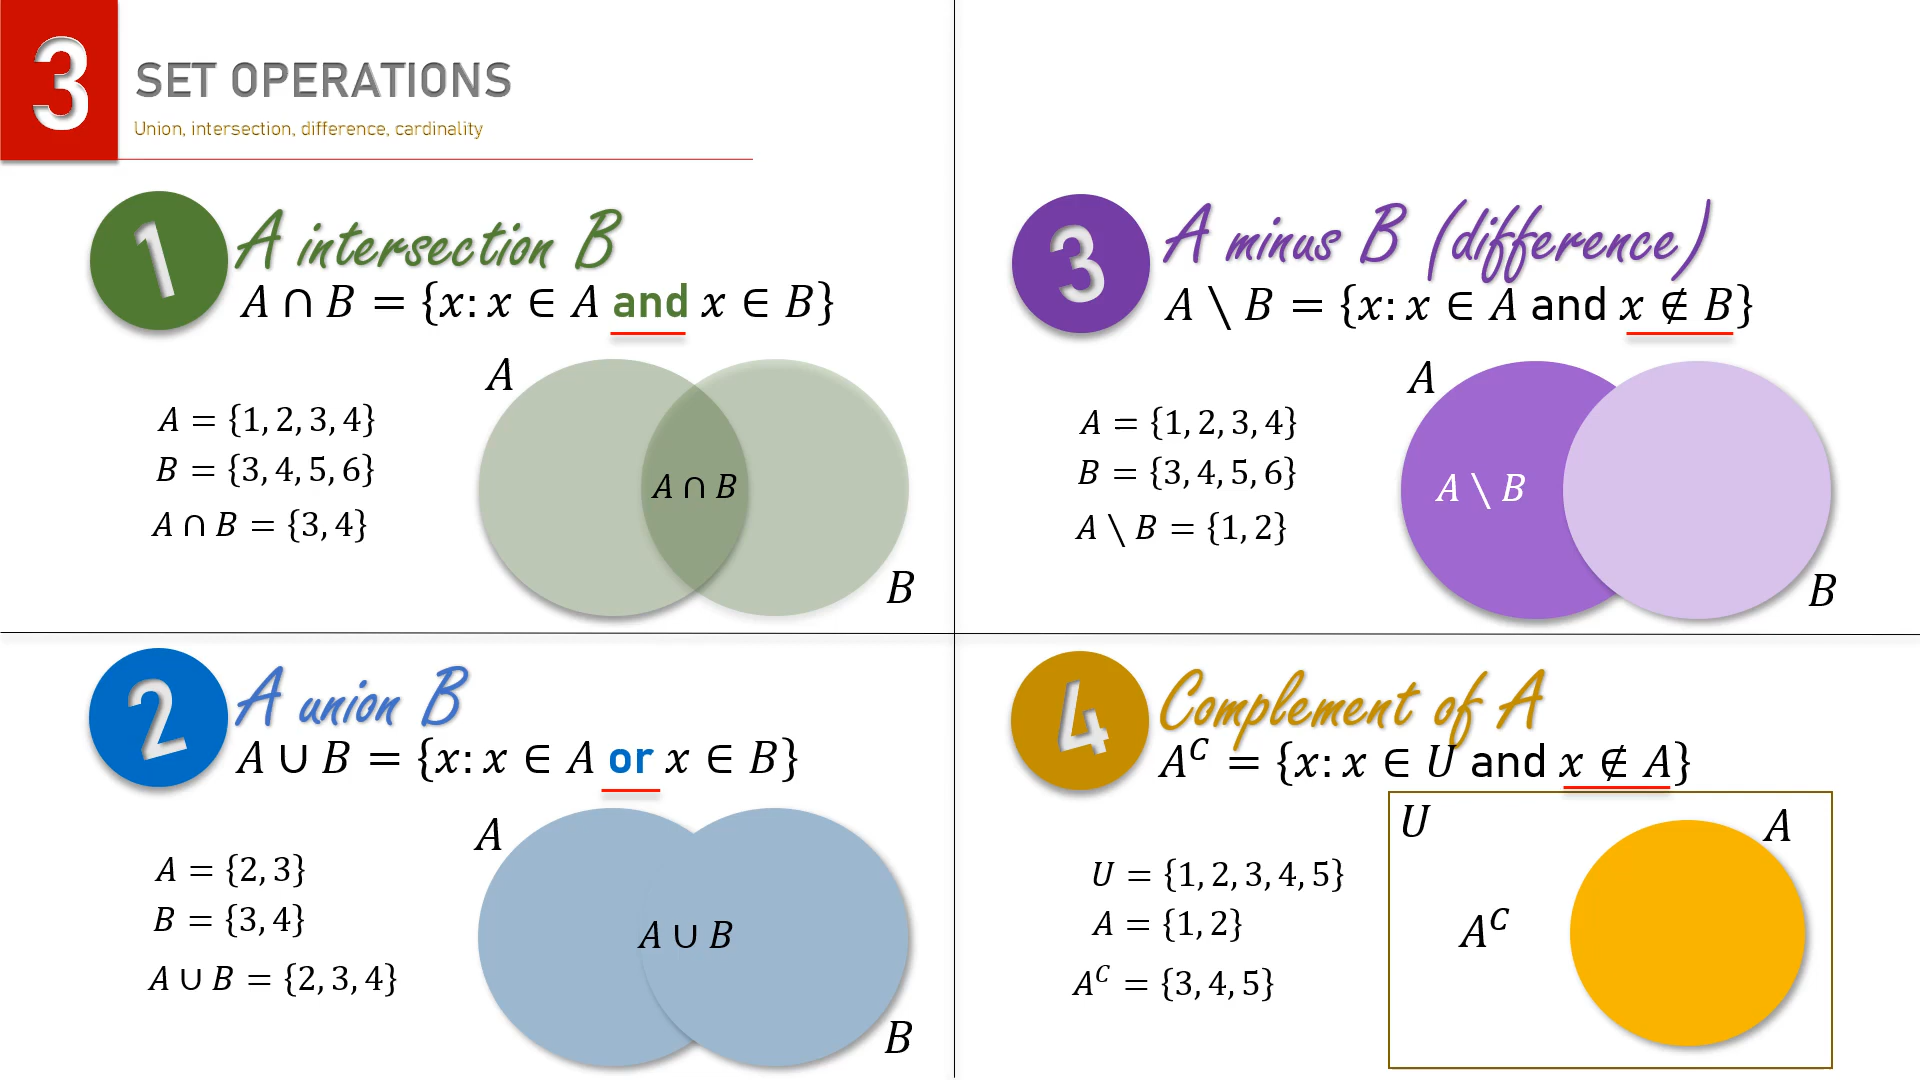 3
SET OPERATIONS
Union, intersection, difference, cardinality
1
A intersection B
A ∩ B = {x: x ∈ A and x ∈ B}
A = {1, 2, 3, 4}
B = {3, 4, 5, 6}
A ∩ B = {3, 4}
A
A ∩ B
B
2
A union B
A ∪ B = {x: x ∈ A or x ∈ B}
A = {2, 3}
B = {3, 4}
A ∪ B = {2, 3, 4}
A
A ∪ B
B
3
A minus B (difference)
A \ B = {x: x ∈ A and x ∉ B}
A = {1, 2, 3, 4}
B = {3, 4, 5, 6}
A \ B = {1, 2}
A
A \ B
B
4
Complement of A
Aᶜ = {x: x ∈ U and x ∉ A}
U = {1, 2, 3, 4, 5}
A = {1, 2}
Aᶜ = {3, 4, 5}
U
A
Aᶜ